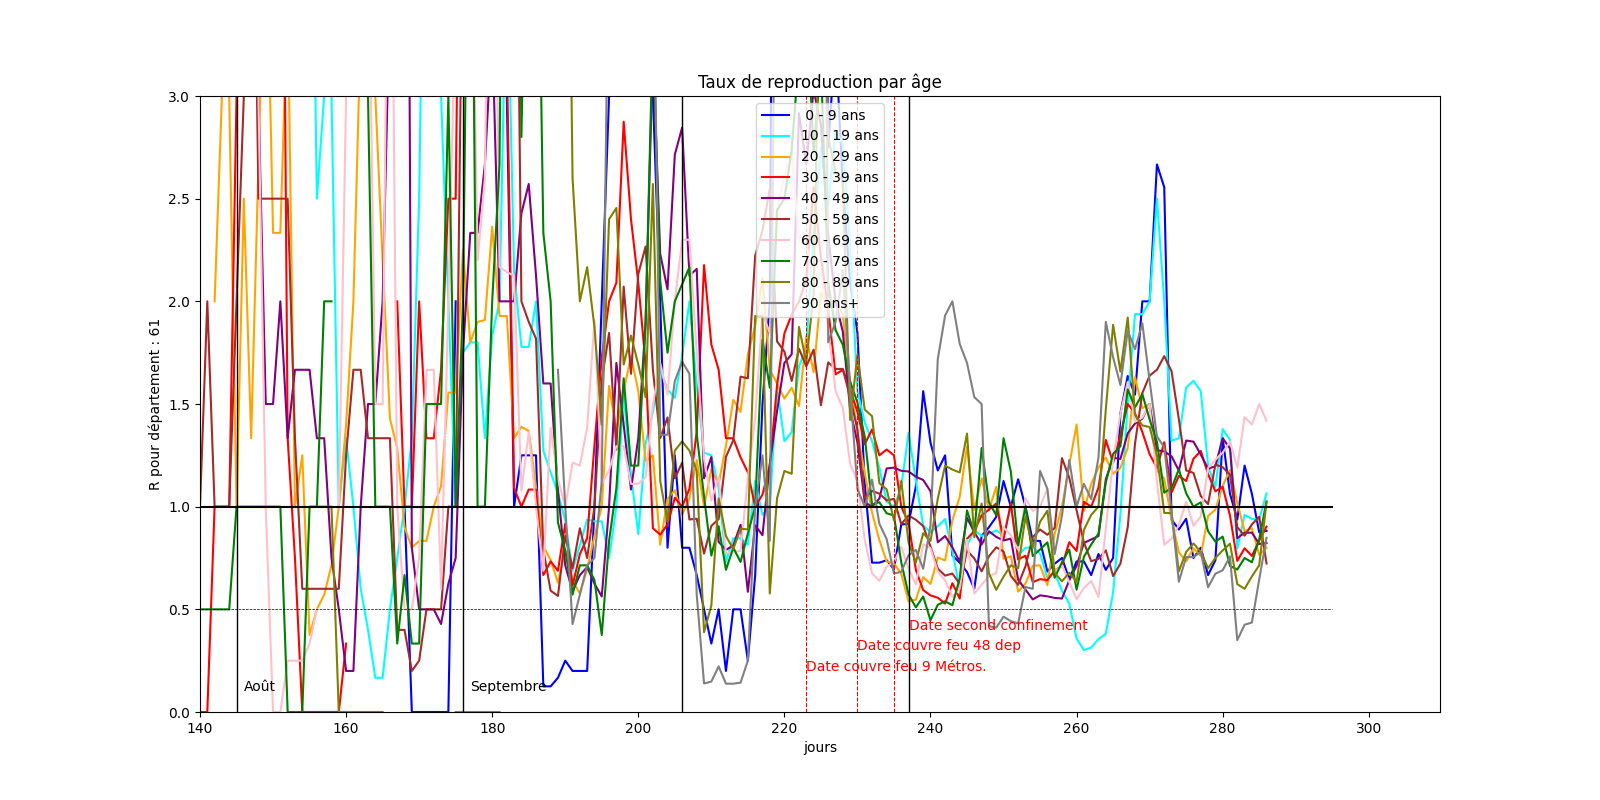 Taux de reproduction par âge
R pour département : 61
3.0
2.5
2.0
1.5
1.0
0.5
0.0
0 - 9 ans
10 - 19 ans
20 - 29 ans
30 - 39 ans
40 - 49 ans
50 - 59 ans
60 - 69 ans
70 - 79 ans
80 - 89 ans
90 ans+
Date second confinement
Date couvre feu 48 dep
Date couvre feu 9 Métros.
Août
Septembre
140 160 180 200 220 240 260 280 300
jours